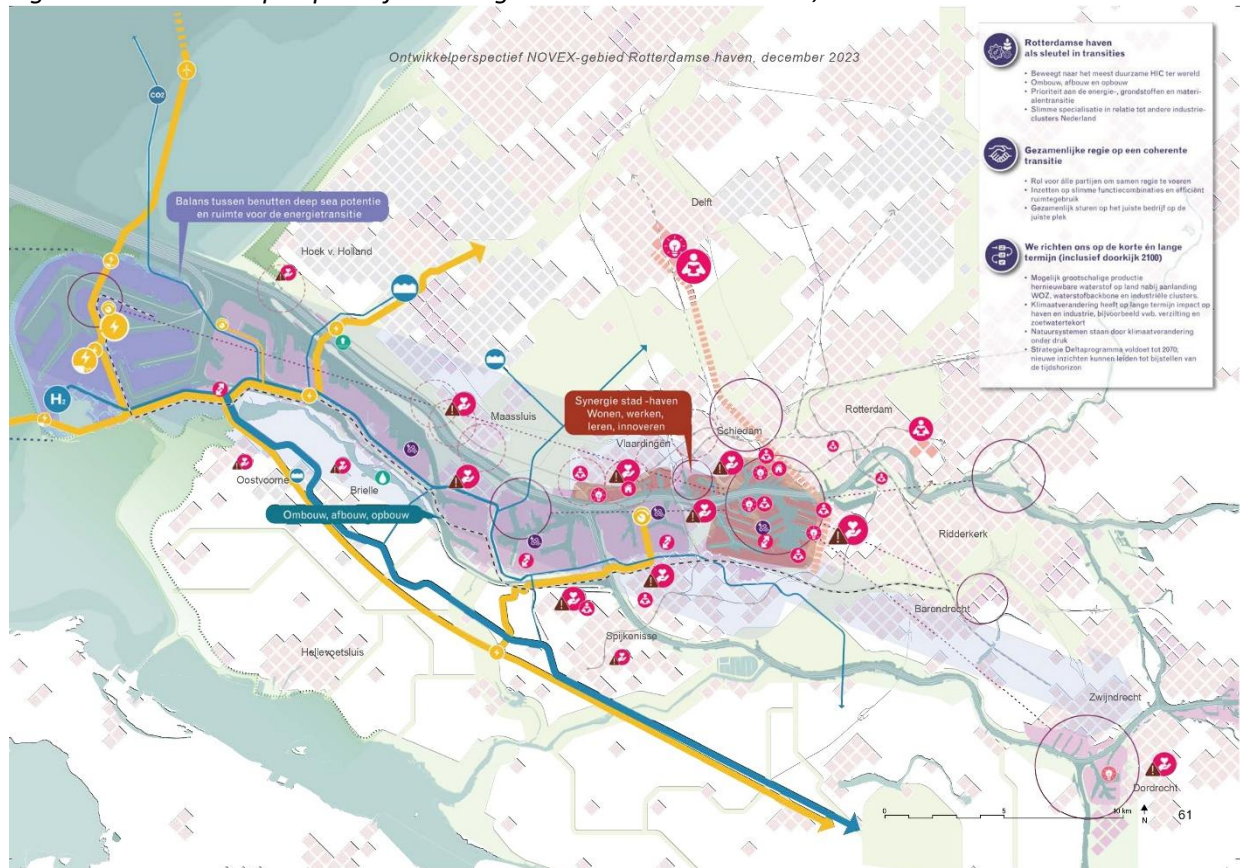 Ontwikkelperspectief NOVEX-gebied Rotterdamse haven, december 2023
Rotterdamse haven
als sleutel in transities
• Beweegt naar het meest duurzame HIC ter wereld
• Ombouw, afbouw en opbouw
• Prioriteit aan de energie-, grondstoffen en materi-
alentransitie
• Slimme specialisatie in relatie tot andere industrie-
clusters Nederland
Gezamenlijke regie op een coherente
transitie
• Rol voor álle partijen om samen regie te voeren
• Inzetten op slimme functiecombinaties en efficiënt
ruimtegebruik
• Gezamenlijk sturen op het juiste bedrijf op de
juiste plek
We richten ons op de korte én lange
termijn (inclusief doorkijk 2100)
• Mogelijk grootschalige productie
hernieuwbare waterstof op land nabij aanlanding
WOZ, waterstofbackbone en industriële clusters.
• Klimaatverandering heeft op lange termijn impact op
haven en industrie, bijvoorbeeld vwb. verzilting en
zoetwatertekort
• Natuursystemen staan door klimaatverandering
onder druk
• Strategie Deltaprogramma voldoet tot 2070;
nieuwe inzichten kunnen leiden tot bijstellen van
de tijdshorizon
CO2
Balans tussen benutten deep sea potentie
en ruimte voor de energietransitie
Hoek v. Holland
Delft
H2
Maassluis
Synergie stad -haven
Wonen, werken,
leren, innoveren
Vlaardingen
Schiedam
Rotterdam
Oostvoorne
Brielle
Ombouw, afbouw, opbouw
Ridderkerk
Barendrecht
Spijkenisse
Hellevoetsluis
Zwijndrecht
Dordrecht
0 5 10 km
N
61